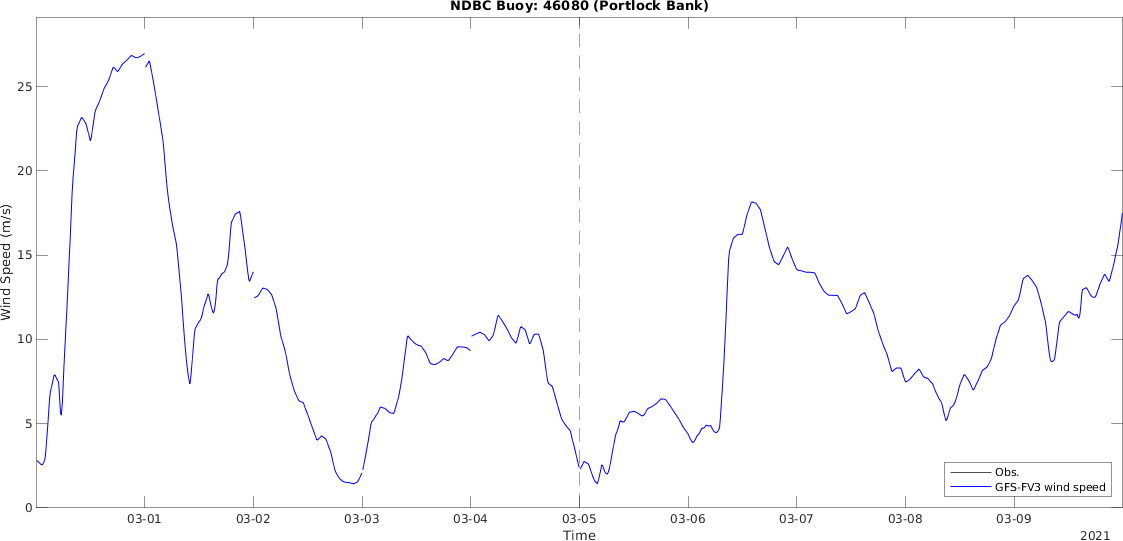 NDBC Buoy: 46080 (Portlock Bank)
Wind Speed (m/s)
25
20
15
10
5
0
03-01 03-02 03-03 03-04 03-05 03-06 03-07 03-08 03-09
Time
2021
Obs.
GFS-FV3 wind speed